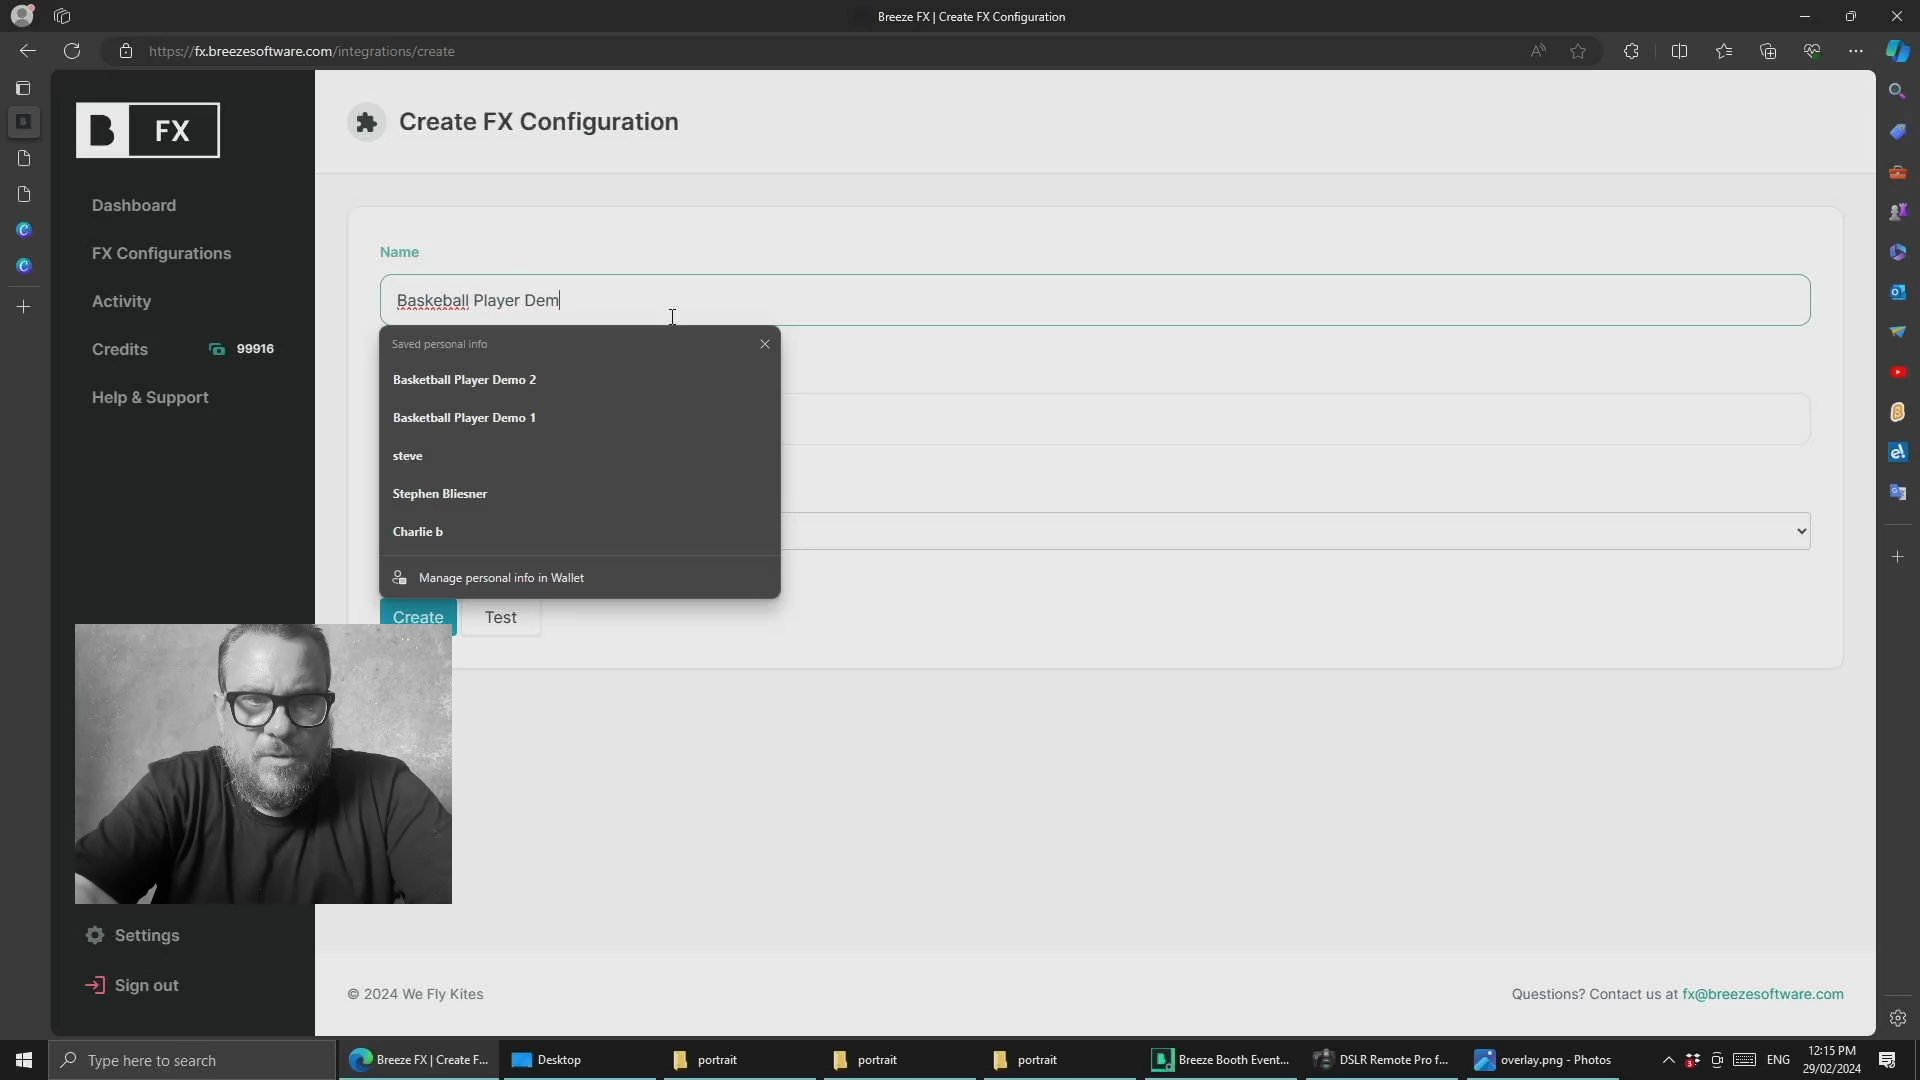 Breeze FX | Create FX Configuration
https://fx.breezesoftware.com/integrations/create
B FX
Create FX Configuration
Dashboard
FX Configurations
Activity
Credits 99916
Help & Support
Name
Baskeball Player Dem
Saved personal info
Basketball Player Demo 2
Basketball Player Demo 1
steve
Stephen Bliesner
Charlie b
Manage personal info in Wallet
Create Test
Settings
Sign out
© 2024 We Fly Kites
Questions? Contact us at fx@breezesoftware.com
Type here to search
Breeze FX | Create F...
Desktop
portrait
portrait
portrait
Breeze Booth Event...
DSLR Remote Pro f...
overlay.png - Photos
ENG
12:15 PM
29/02/2024